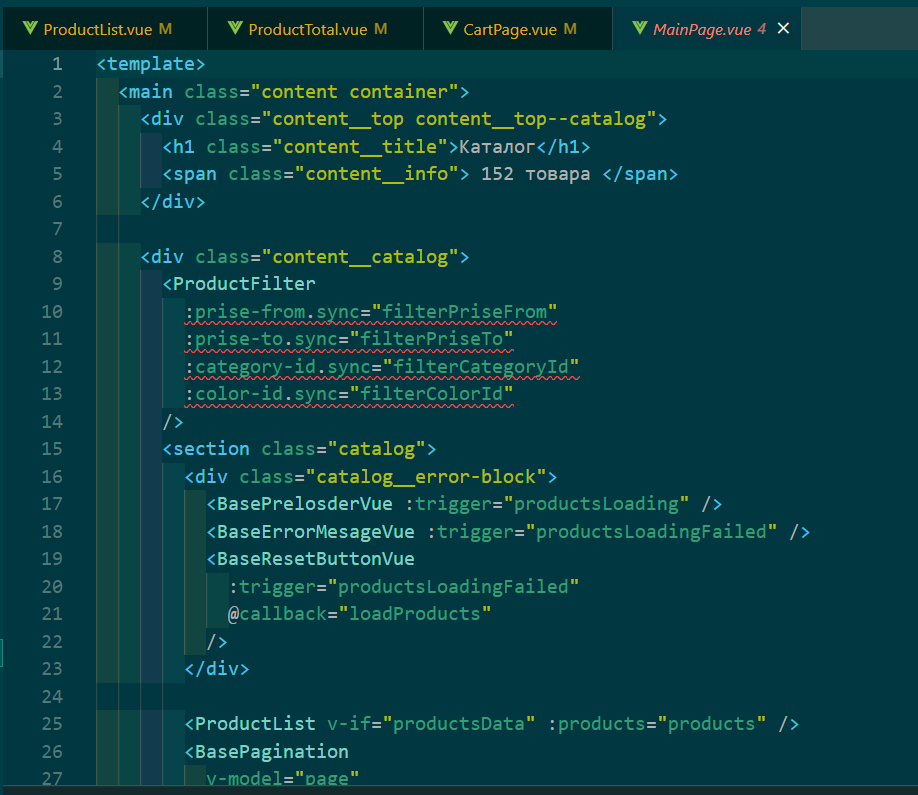 ProductList.vue M ProductTotal.vue M CartPage.vue M MainPage.vue 4 ×
1 <template>
2 <main class="content container">
3 <div class="content__top content__top--catalog">
4 <h1 class="content__title">Каталог</h1>
5 <span class="content__info"> 152 товара </span>
6 </div>
7
8 <div class="content__catalog">
9 <ProductFilter
10 :prise-from.sync="filterPriseFrom"
11 :prise-to.sync="filterPriseTo"
12 :category-id.sync="filterCategoryId"
13 :color-id.sync="filterColorId"
14 />
15 <section class="catalog">
16 <div class="catalog__error-block">
17 <BasePrelosderVue :trigger="productsLoading" />
18 <BaseErrorMesageVue :trigger="productsLoadingFailed" />
19 <BaseResetButtonVue
20 :trigger="productsLoadingFailed"
21 @callback="loadProducts"
22 />
23 </div>
24
25 <ProductList v-if="productsData" :products="products" />
26 <BasePagination
27 v-model="page"